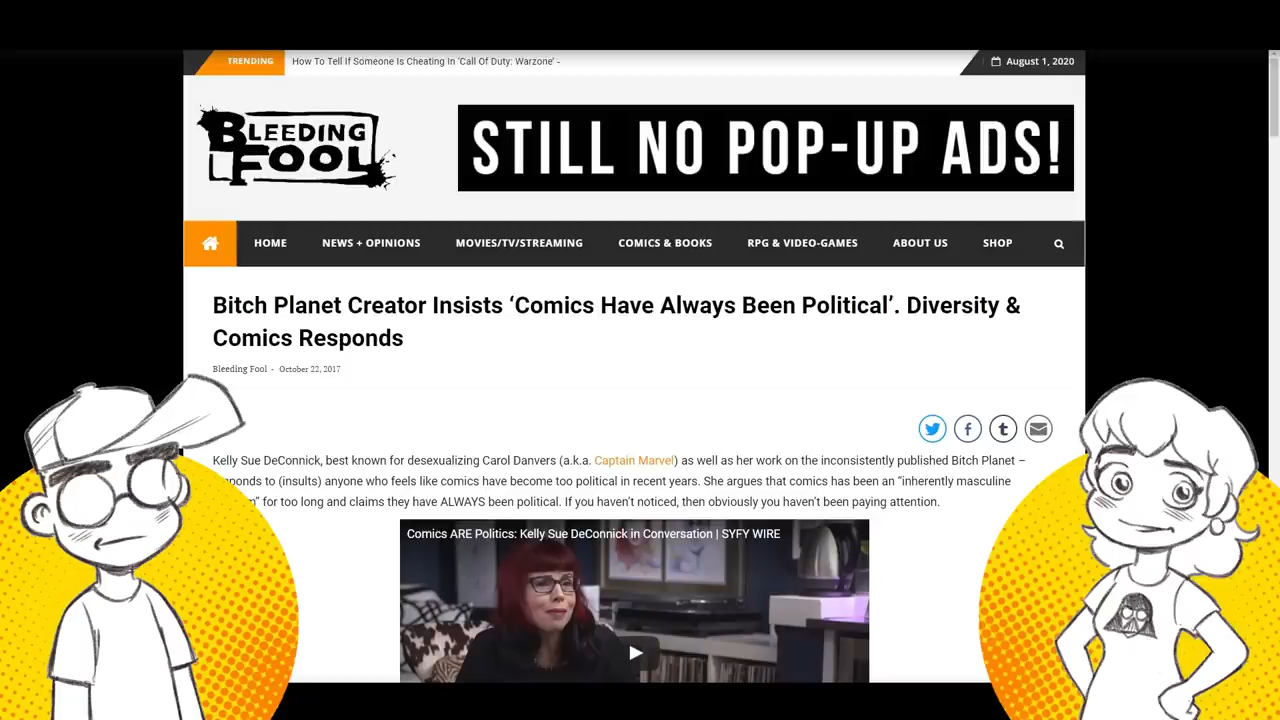 TRENDING How To Tell If Someone Is Cheating In 'Call Of Duty: Warzone' - August 1, 2020
BLEEDING FOOL
STILL NO POP-UP ADS!
HOME NEWS + OPINIONS MOVIES/TV/STREAMING COMICS & BOOKS RPG & VIDEO-GAMES ABOUT US SHOP
Bitch Planet Creator Insists ‘Comics Have Always Been Political’. Diversity &
Comics Responds
Bleeding Fool - October 22, 2017
Kelly Sue DeConnick, best known for desexualizing Carol Danvers (a.k.a. Captain Marvel) as well as her work on the inconsistently published Bitch Planet –
to (insults) anyone who feels like comics have become too political in recent years. She argues that comics has been an “inherently masculine
for too long and claims they have ALWAYS been political. If you haven’t noticed, then obviously you haven’t been paying attention.
Comics ARE Politics: Kelly Sue DeConnick in Conversation | SYFY WIRE